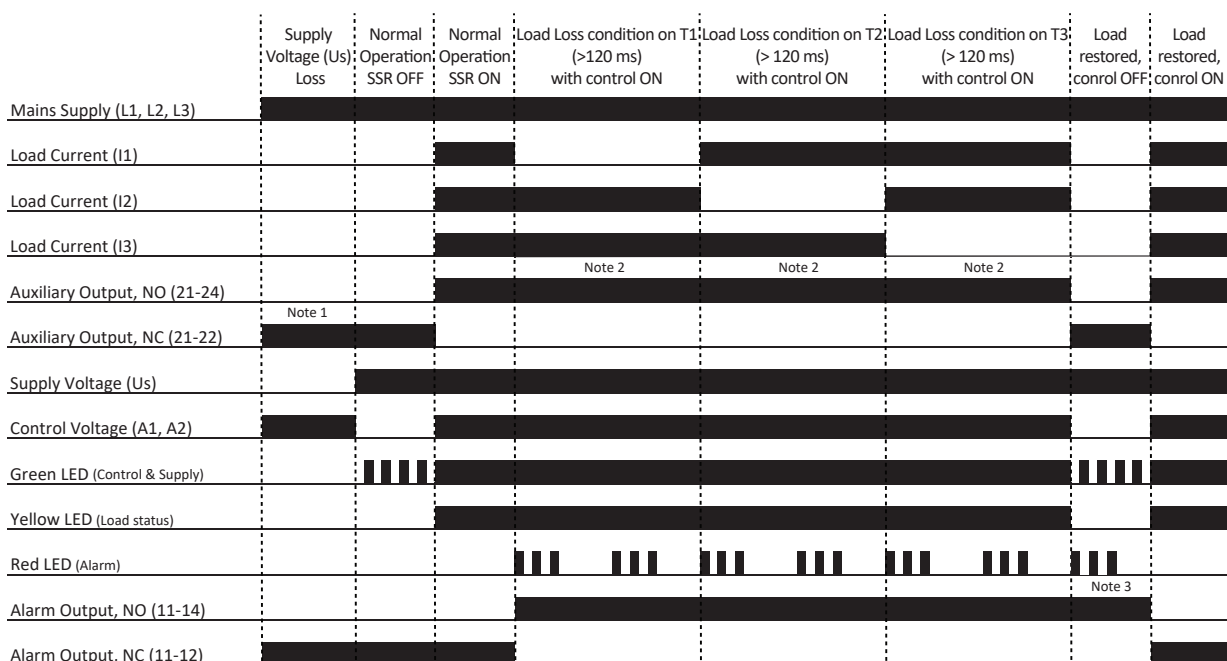 Supply
Voltage (Us)
Loss
Normal
Operation
SSR OFF
Normal
Operation
SSR ON
Load Loss condition on T1
(>120 ms)
with control ON
Load Loss condition on T2
(> 120 ms)
with control ON
Load Loss condition on T3
(> 120 ms)
with control ON
Load
restored,
conrol OFF
Load
restored,
conrol ON
Mains Supply (L1, L2, L3)
Load Current (I1)
Load Current (I2)
Load Current (I3)
Note 2 Note 2 Note 2
Auxiliary Output, NO (21-24)
Note 1
Auxiliary Output, NC (21-22)
Supply Voltage (Us)
Control Voltage (A1, A2)
Green LED (Control & Supply)
Yellow LED (Load status)
Red LED (Alarm)
Note 3
Alarm Output, NO (11-14)
Alarm Output, NC (11-12)